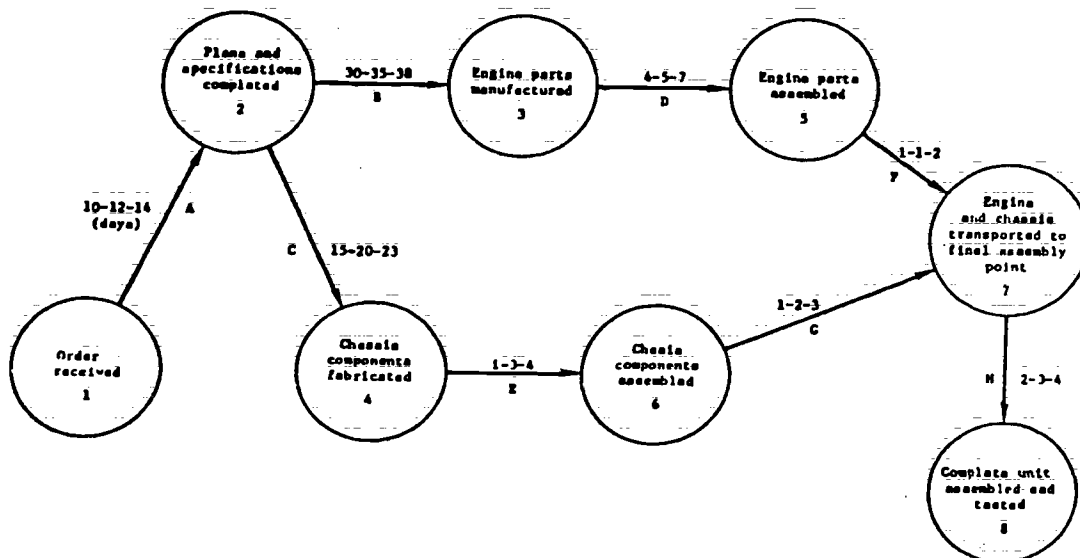 Plans and
specifications
completed
2
30-35-38
B
Engine parts
manufactured
3
4-5-7
D
Engine parts
assembled
5
1-1-2
F
10-12-14
(days)
A
C
15-20-23
Engine
and chassis
transported to
final assembly
point
7
Order
received
1
Chassis
components
fabricated
4
1-3-4
E
Chasis
components
assembled
6
1-2-3
G
H
2-3-4
Complete unit
assembled and
tested
8